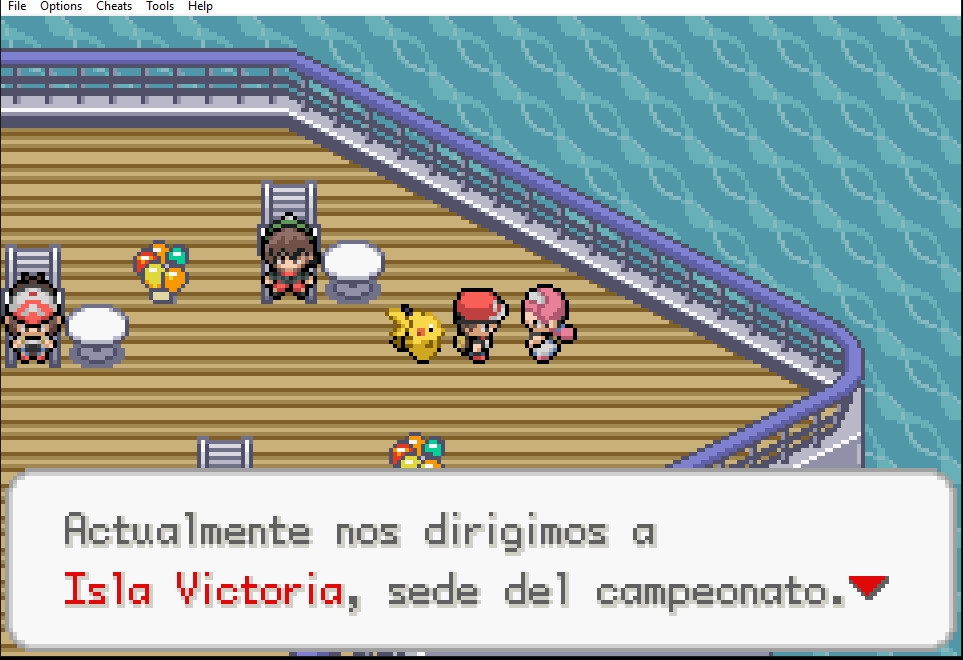 File Options Cheats Tools Help
Actualmente nos dirigimos a
Isla Victoria, sede del campeonato.